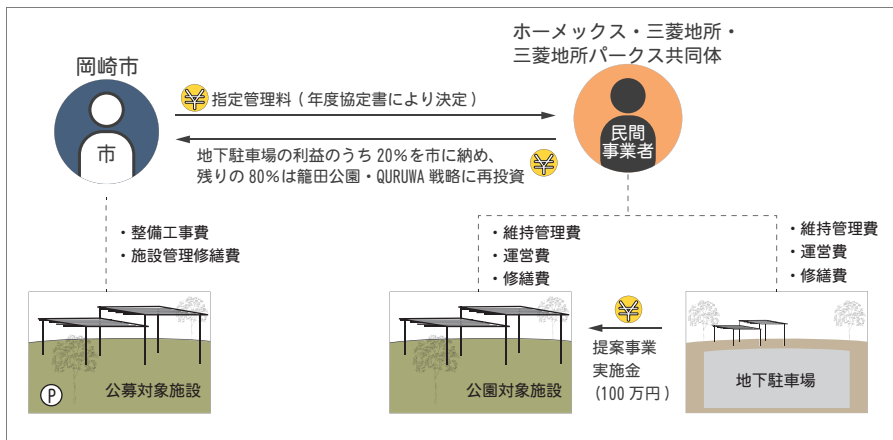 岡崎市
市
ホーメックス・三菱地所・
三菱地所パークス共同体
民間
事業者
¥
指定管理料(年度協定書により決定)
地下駐車場の利益のうち20%を市に納め、
残りの80%は籠田公園・QURUWA戦略に再投資
¥
・整備工事費
・施設管理修繕費
・維持管理費
・運営費
・修繕費
・維持管理費
・運営費
・修繕費
P
公募対象施設
公園対象施設
¥
提案事業
実施金
(100万円)
地下駐車場